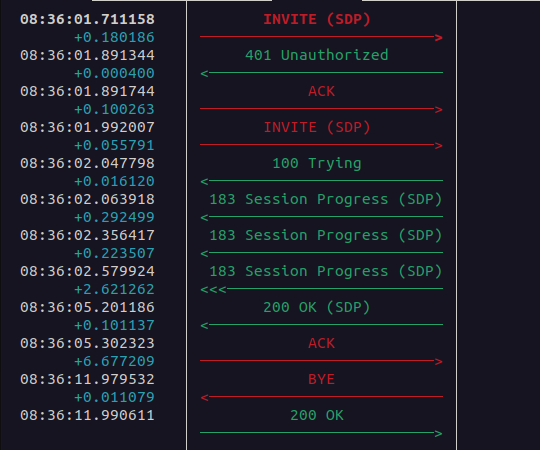 08:36:01.711158 INVITE (SDP)
+0.180186
08:36:01.891344 401 Unauthorized
+0.000400
08:36:01.891744 ACK
+0.100263
08:36:01.992007 INVITE (SDP)
+0.055791
08:36:02.047798 100 Trying
+0.016120
08:36:02.063918 183 Session Progress (SDP)
+0.292499
08:36:02.356417 183 Session Progress (SDP)
+0.223507
08:36:02.579924 183 Session Progress (SDP)
+2.621262
08:36:05.201186 200 OK (SDP)
+0.101137
08:36:05.302323 ACK
+6.677209
08:36:11.979532 BYE
+0.011079
08:36:11.990611 200 OK